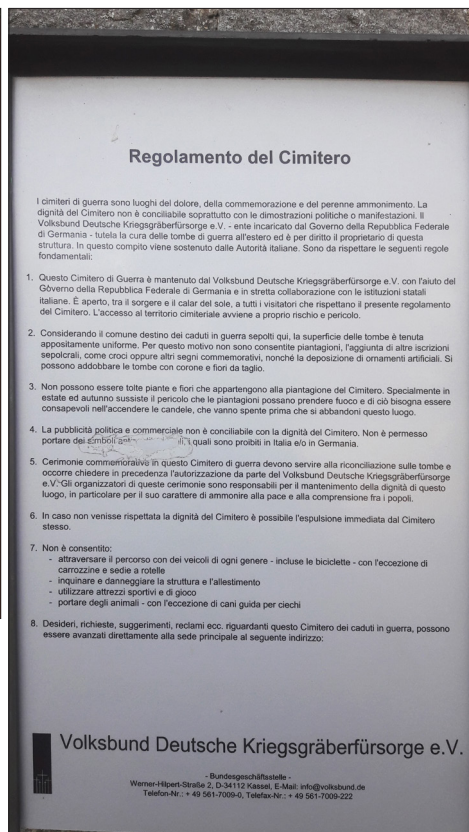 Regolamento del Cimitero
I cimiteri di guerra sono luoghi del dolore, della commemorazione e del perenne ammonimento. La
dignità del Cimitero non è conciliabile soprattutto con le dimostrazioni politiche o manifestazioni. Il
Volksbund Deutsche Kriegsgräberfürsorge e.V. - ente incaricato dal Governo della Repubblica Federale
di Germania - tutela la cura delle tombe di guerra all'estero ed è per diritto il proprietario di questa
struttura. In questo compito viene sostenuto dalle Autorità italiane. Sono da rispettare le seguenti regole
fondamentali:
1. Questo Cimitero di Guerra è mantenuto dal Volksbund Deutsche Kriegsgräberfürsorge e.V. con l'aiuto del
Governo della Repubblica Federale di Germania e in stretta collaborazione con le istituzioni statali
italiane. È aperto, tra il sorgere e il calar del sole, a tutti i visitatori che rispettano il presente regolamento
del Cimitero. L'accesso al territorio cimiteriale avviene a proprio rischio e pericolo.
2. Considerando il comune destino dei caduti in guerra sepolti qui, la superficie delle tombe è tenuta
appositamente uniforme. Per questo motivo non sono consentite piantagioni, l'aggiunta di altre iscrizioni
sepolcrali, come croci oppure altri segni commemorativi, nonché la deposizione di ornamenti artificiali. Si
possono addobbare le tombe con corone e fiori da taglio.
3. Non possono essere tolte piante e fiori che appartengono alla piantagione del Cimitero. Specialmente in
estate ed autunno sussiste il pericolo che le piantagioni possano prendere fuoco e di ciò bisogna essere
consapevoli nell'accendere le candele, che vanno spente prima che si abbandoni questo luogo.
4. La pubblicità politica e commerciale non è conciliabile con la dignità del Cimitero. Non è permesso
portare dei simboli i quali sono proibiti in Italia e/o in Germania.
5. Cerimonie commemorative in questo Cimitero di guerra devono servire alla riconciliazione sulle tombe e
occorre chiedere in precedenza l'autorizzazione da parte del Volksbund Deutsche Kriegsgräberfürsorge
e.V. Gli organizzatori di queste cerimonie sono responsabili per il mantenimento della dignità di questo
luogo, in particolare per il suo carattere di ammonire alla pace e alla comprensione fra i popoli.
6. In caso non venisse rispettata la dignità del Cimitero è possibile l'espulsione immediata dal Cimitero
stesso.
7. Non è consentito:
- attraversare il percorso con dei veicoli di ogni genere - incluse le biciclette - con l'eccezione di
carrozzine e sedie a rotelle
- inquinare e danneggiare la struttura e l'allestimento
- utilizzare attrezzi sportivi e di gioco
- portare degli animali - con l'eccezione di cani guida per ciechi
8. Desideri, richieste, suggerimenti, reclami ecc. riguardanti questo Cimitero dei caduti in guerra, possono
essere avanzati direttamente alla sede principale al seguente indirizzo:
Volksbund Deutsche Kriegsgräberfürsorge e.V.
- Bundesgeschäftsstelle -
Werner-Hilpert-Straße 2, D-34112 Kassel, E-Mail: info@volksbund.de
Telefon-Nr.: + 49 561-7009-0, Telefax-Nr.: + 49 561-7009-222